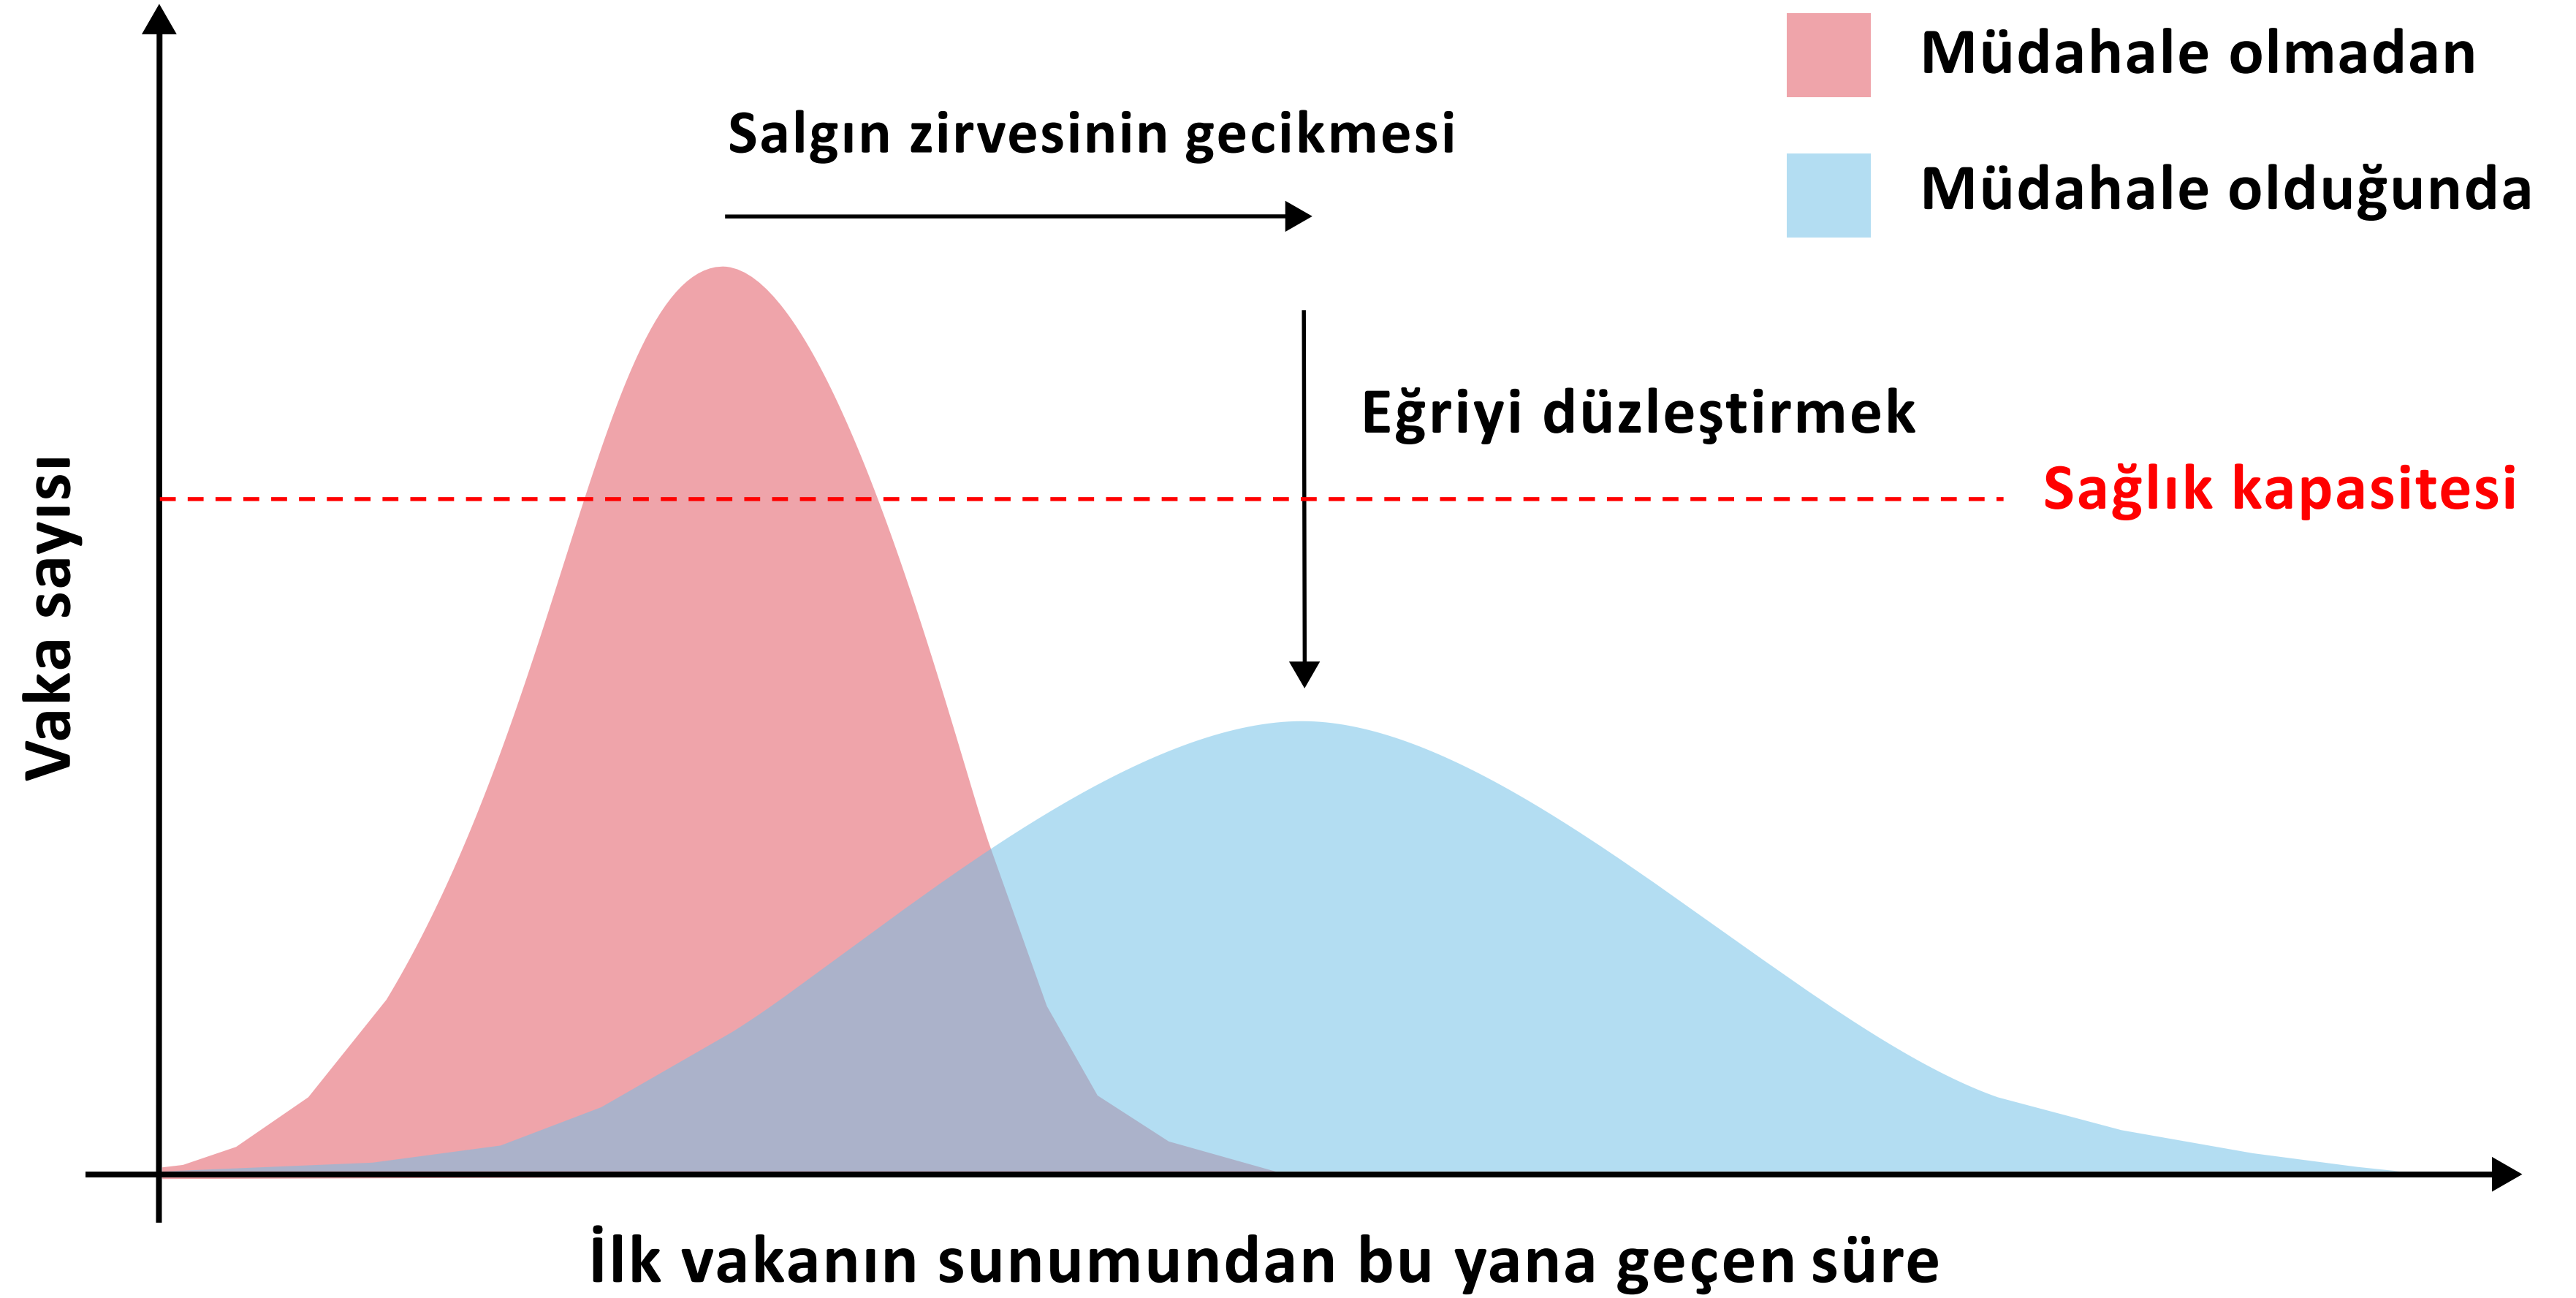 Müdahale olmadan
Müdahale olduğunda
Salgın zirvesinin gecikmesi
Eğriyi düzleştirmek
Sağlık kapasitesi
Vaka sayısı
İlk vakanın sunumundan bu yana geçen süre